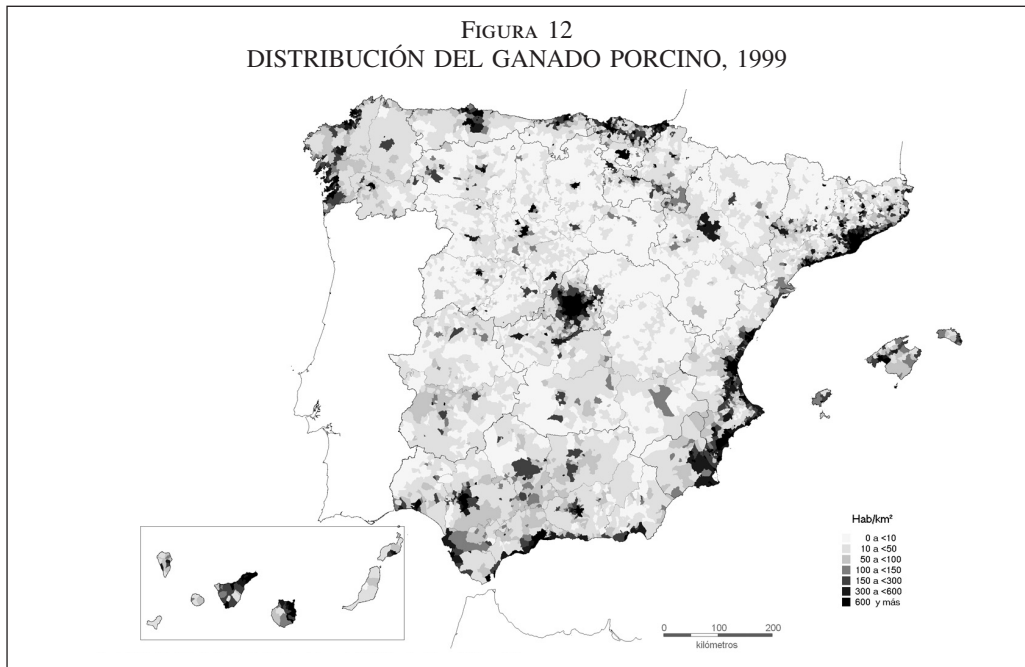 FIGURA 12
DISTRIBUCIÓN DEL GANADO PORCINO, 1999
Hab/km²
0 a <10
10 a <50
50 a <100
100 a <150
150 a <300
300 a <600
600 y más
0 100 200
kilómetros